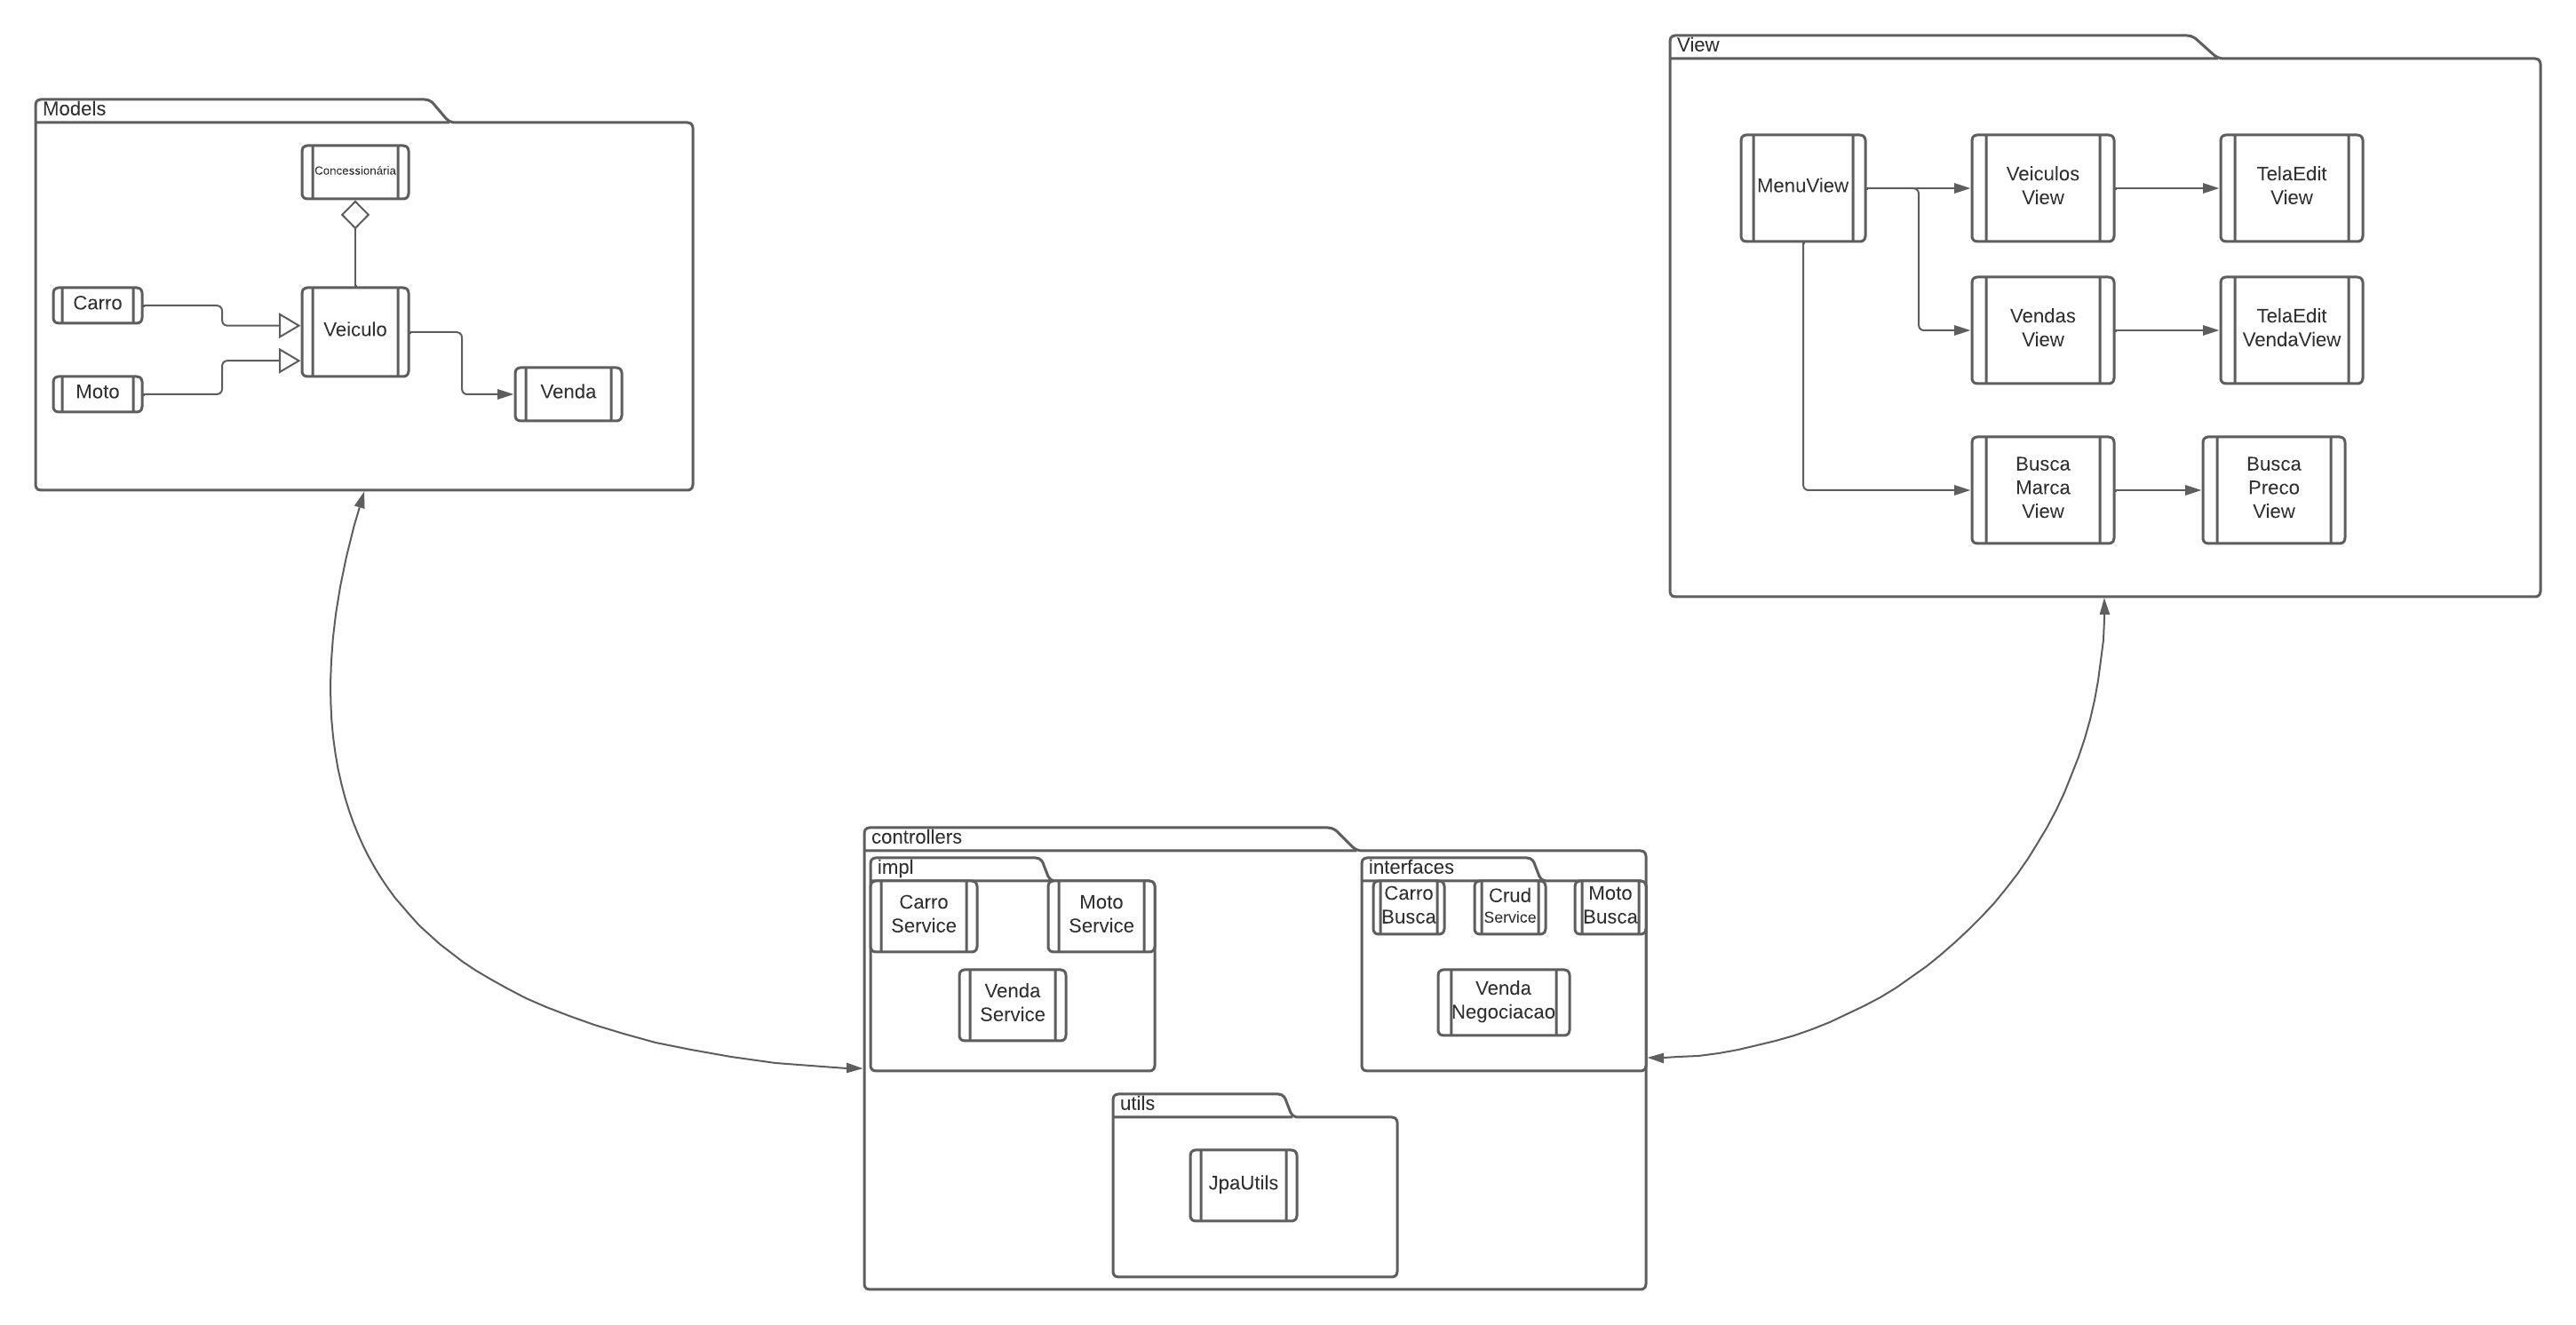 Models
Concessionária
Carro
Veiculo
Moto
Venda
View
MenuView
Veiculos
View
TelaEdit
View
Vendas
View
TelaEdit
VendaView
Busca
Marca
View
Busca
Preco
View
controllers
impl
Carro
Service
Moto
Service
Venda
Service
interfaces
Carro
Busca
Crud
Service
Moto
Busca
Venda
Negociacao
utils
JpaUtils